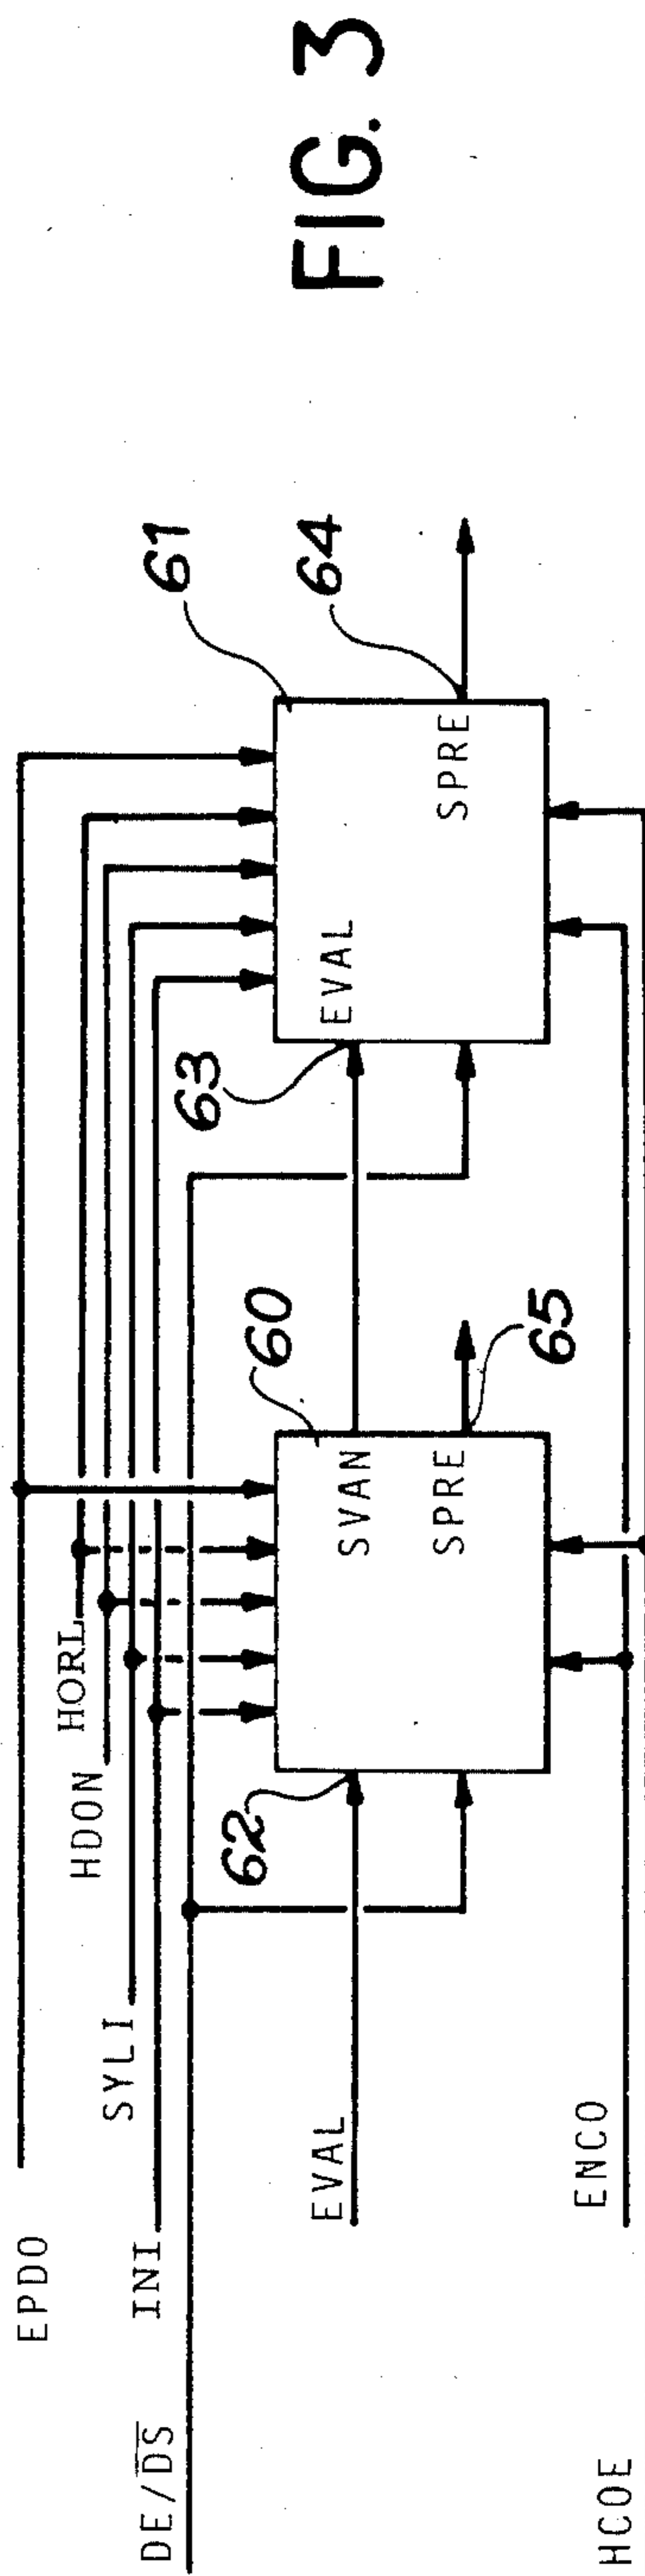 FIG. 3
EPDO
HORL
HDON
SYLI
INI
DE/D̅S̅
61
64
EVAL
SPRE
63
60
65
SVAN
SPRE
62
EVAL
ENCO
HCOE